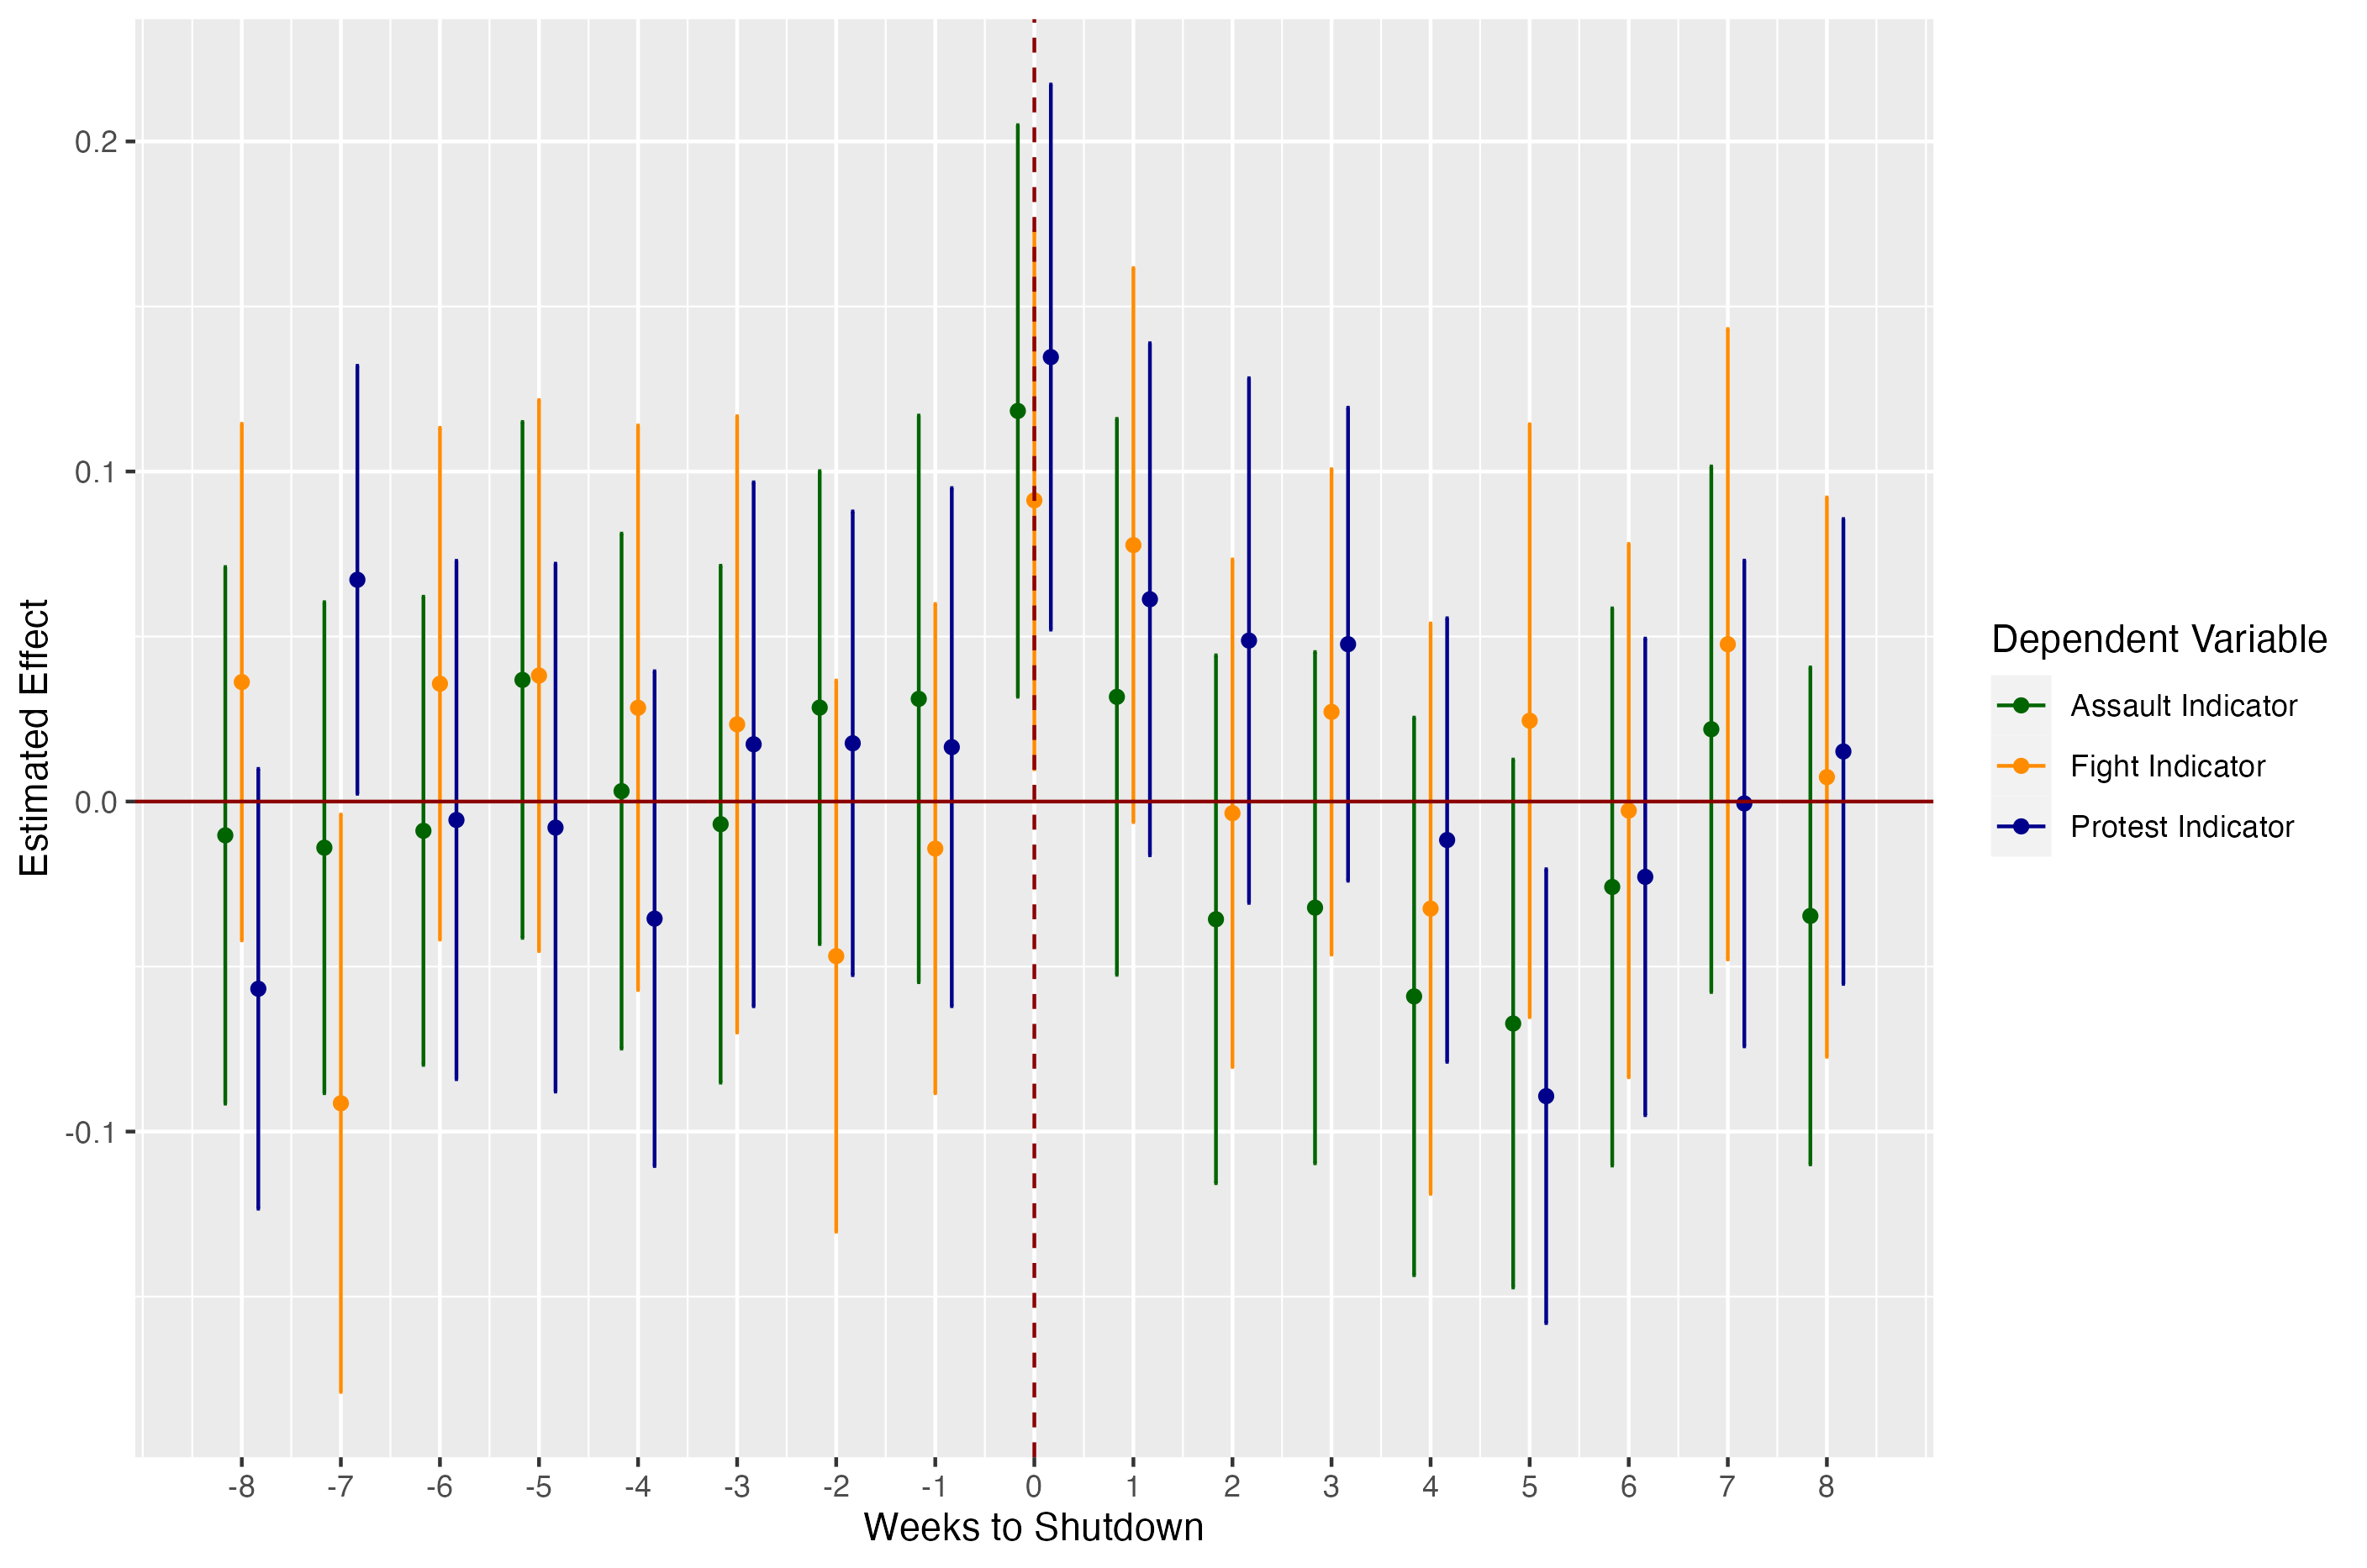 Estimated Effect
0.2
0.1
0.0
-0.1
-8 -7 -6 -5 -4 -3 -2 -1 0 1 2 3 4 5 6 7 8
Weeks to Shutdown
Dependent Variable
Assault Indicator
Fight Indicator
Protest Indicator